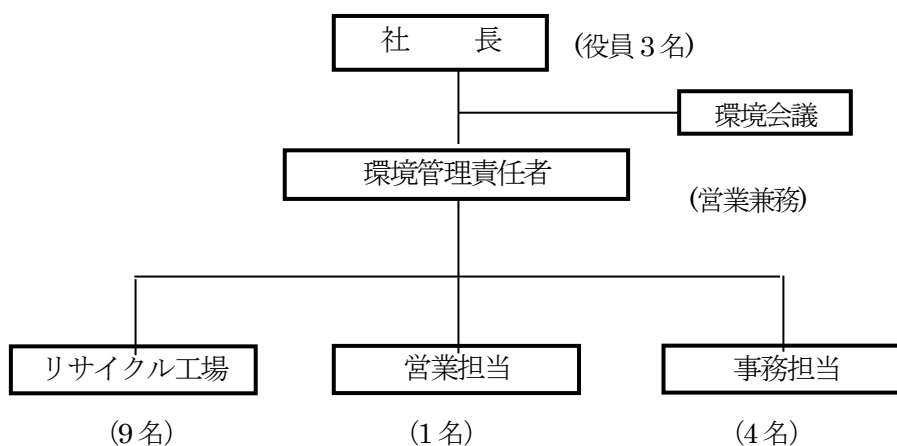 社　　長
(役員3名)
環境会議
環境管理責任者
(営業兼務)
リサイクル工場
営業担当
事務担当
(9名)
(1名)
(4名)